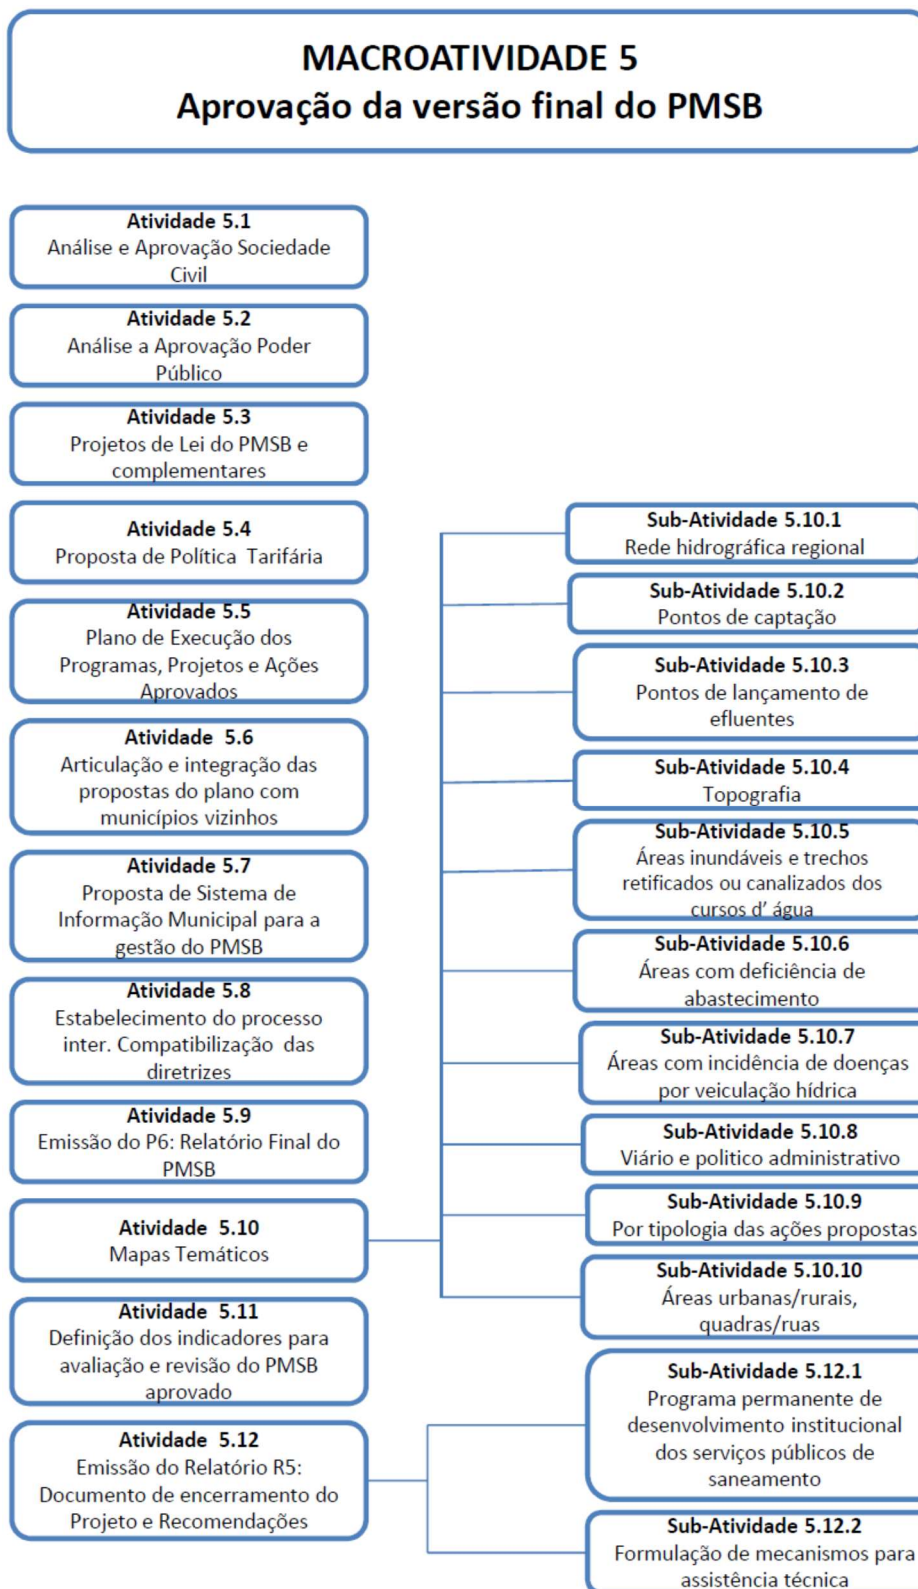 MACROATIVIDADE 5
Aprovação da versão final do PMSB
Atividade 5.1
Análise e Aprovação Sociedade
Civil
Atividade 5.2
Análise a Aprovação Poder
Público
Atividade 5.3
Projetos de Lei do PMSB e
complementares
Atividade 5.4
Proposta de Política Tarifária
Atividade 5.5
Plano de Execução dos
Programas, Projetos e Ações
Aprovados
Atividade 5.6
Articulação e integração das
propostas do plano com
municípios vizinhos
Atividade 5.7
Proposta de Sistema de
Informação Municipal para a
gestão do PMSB
Atividade 5.8
Estabelecimento do processo
inter. Compatibilização das
diretrizes
Atividade 5.9
Emissão do P6: Relatório Final do
PMSB
Atividade 5.10
Mapas Temáticos
Atividade 5.11
Definição dos indicadores para
avaliação e revisão do PMSB
aprovado
Atividade 5.12
Emissão do Relatório R5:
Documento de encerramento do
Projeto e Recomendações
Sub-Atividade 5.10.1
Rede hidrográfica regional
Sub-Atividade 5.10.2
Pontos de captação
Sub-Atividade 5.10.3
Pontos de lançamento de
efluentes
Sub-Atividade 5.10.4
Topografia
Sub-Atividade 5.10.5
Áreas inundáveis e trechos
retificados ou canalizados dos
cursos d' água
Sub-Atividade 5.10.6
Áreas com deficiência de
abastecimento
Sub-Atividade 5.10.7
Áreas com incidência de doenças
por veiculação hídrica
Sub-Atividade 5.10.8
Viário e politico administrativo
Sub-Atividade 5.10.9
Por tipologia das ações propostas
Sub-Atividade 5.10.10
Áreas urbanas/rurais,
quadras/ruas
Sub-Atividade 5.12.1
Programa permanente de
desenvolvimento institucional
dos serviços públicos de
saneamento
Sub-Atividade 5.12.2
Formulação de mecanismos para
assistência técnica